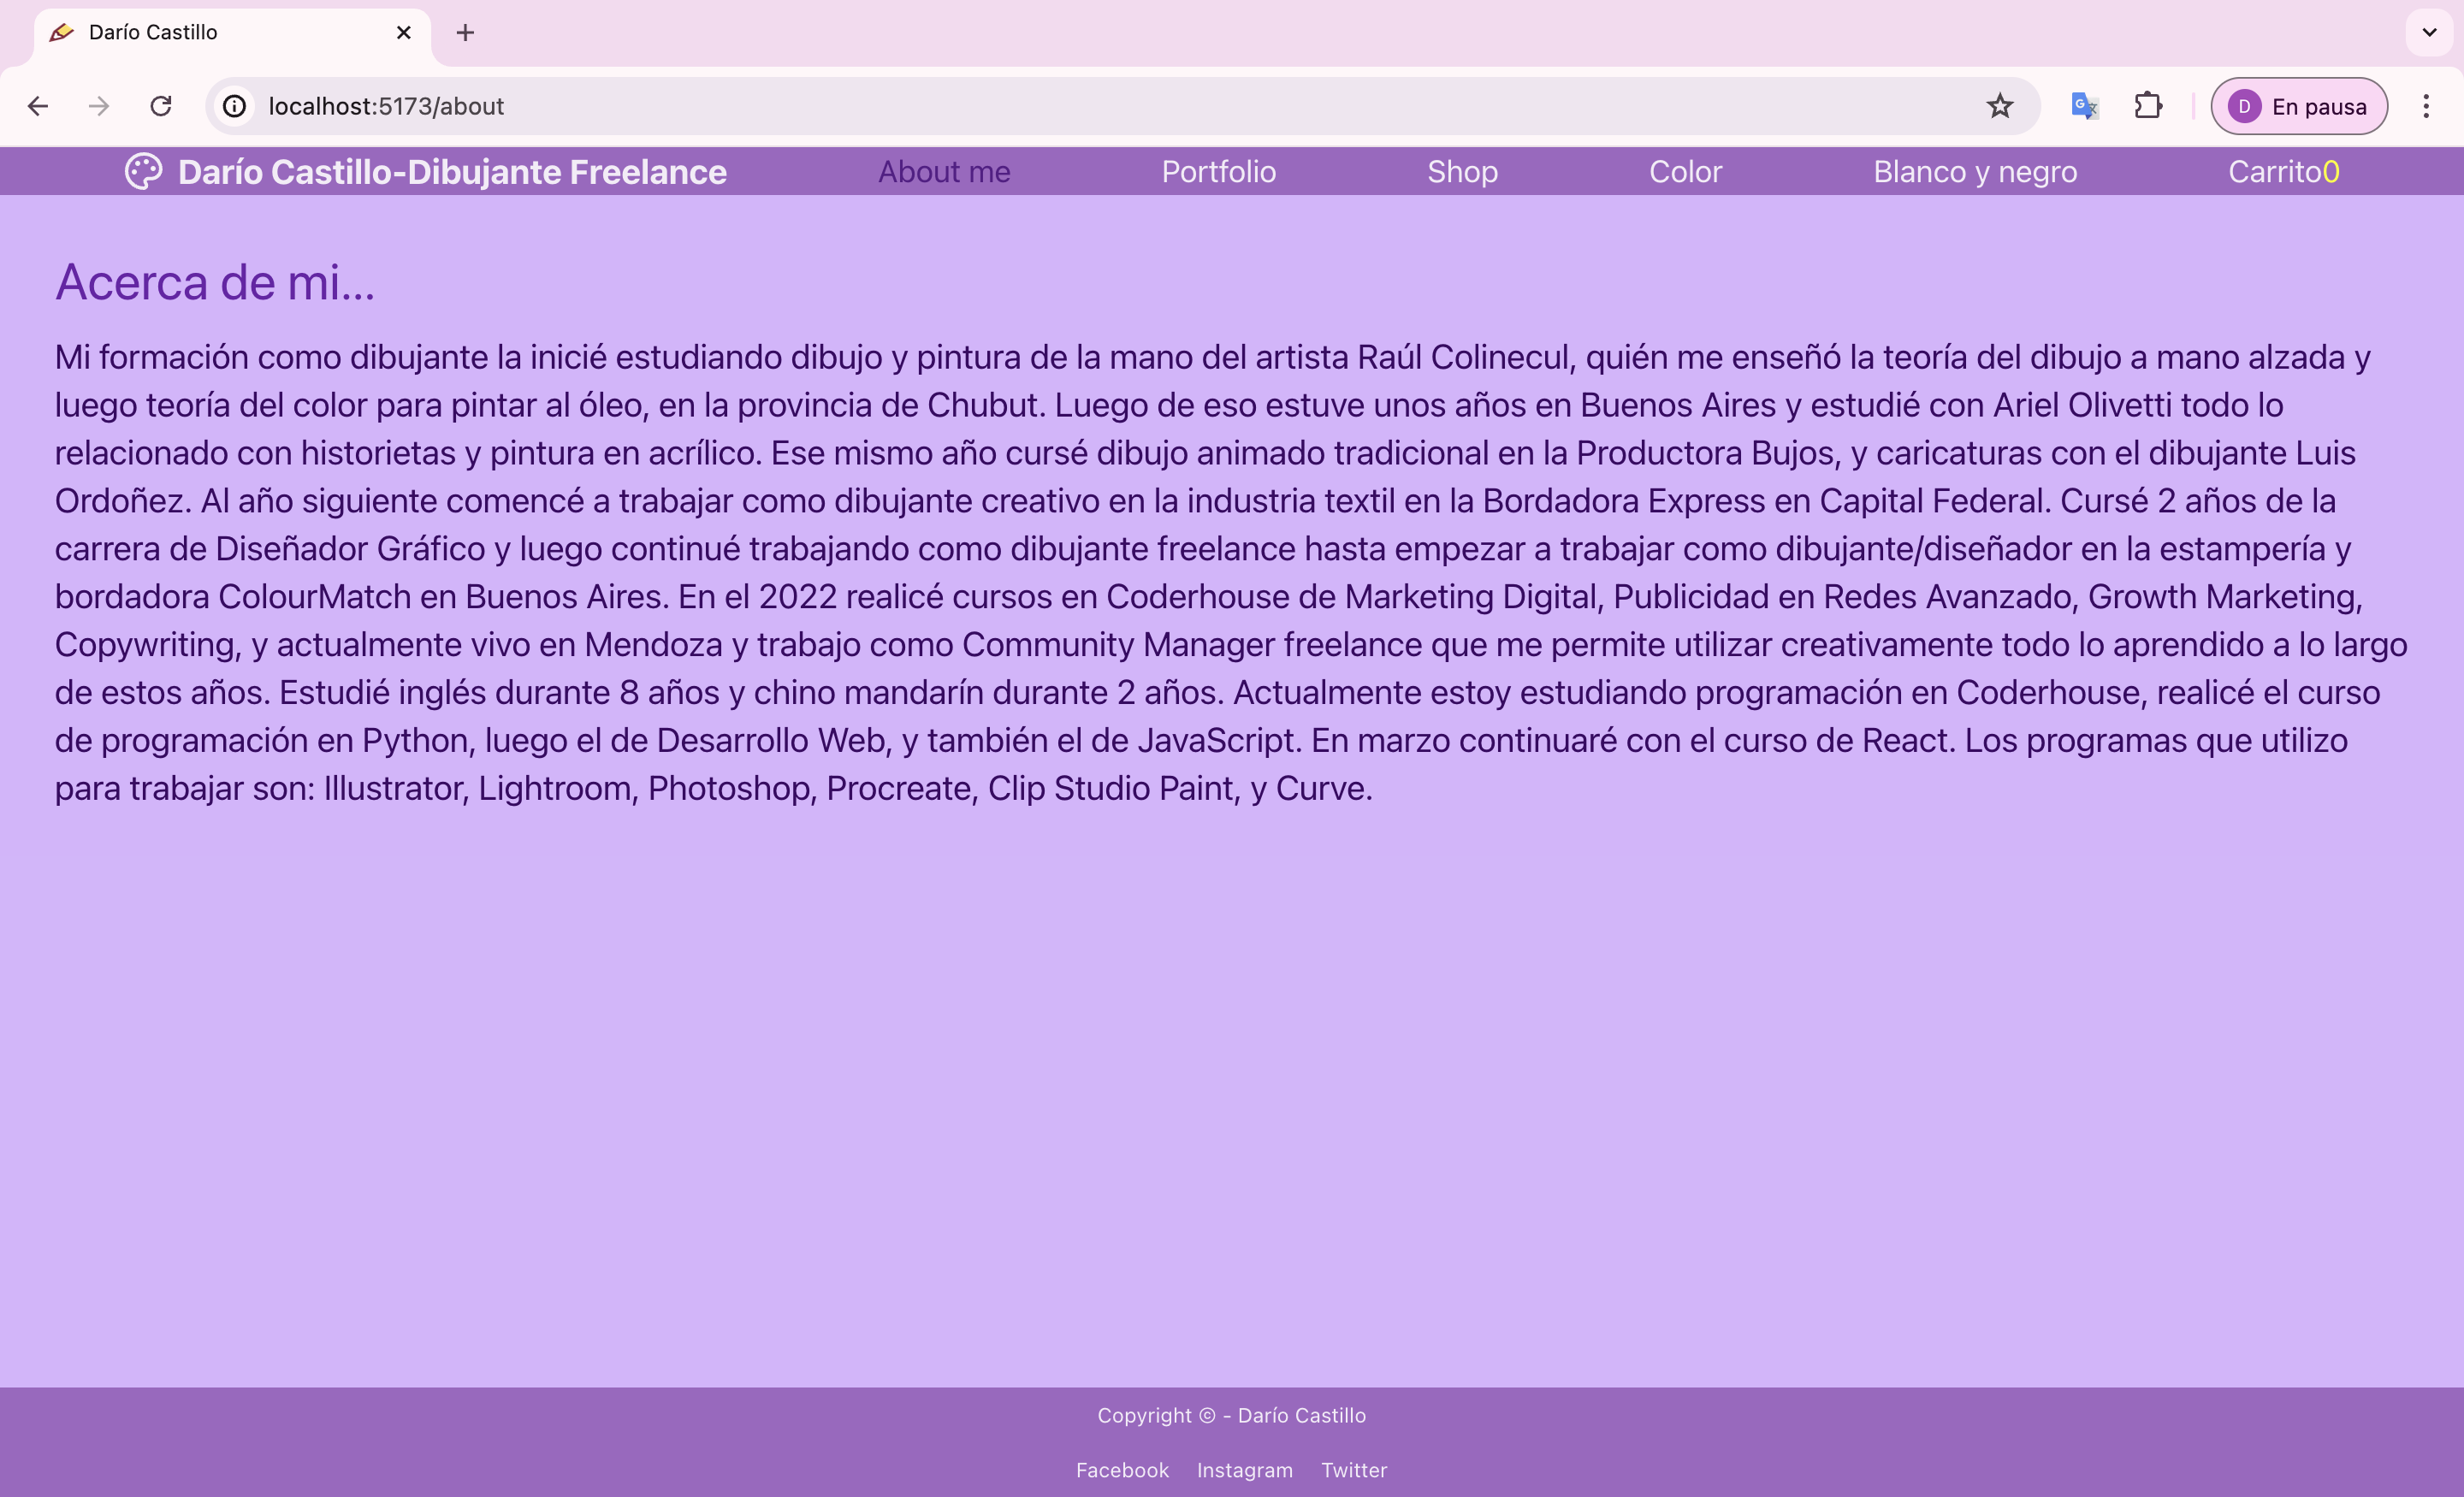 Darío Castillo
localhost:5173/about
D En pausa
Darío Castillo-Dibujante Freelance About me Portfolio Shop Color Blanco y negro Carrito0
Acerca de mi...
Mi formación como dibujante la inicié estudiando dibujo y pintura de la mano del artista Raúl Colinecul, quién me enseñó la teoría del dibujo a mano alzada y
luego teoría del color para pintar al óleo, en la provincia de Chubut. Luego de eso estuve unos años en Buenos Aires y estudié con Ariel Olivetti todo lo
relacionado con historietas y pintura en acrílico. Ese mismo año cursé dibujo animado tradicional en la Productora Bujos, y caricaturas con el dibujante Luis
Ordoñez. Al año siguiente comencé a trabajar como dibujante creativo en la industria textil en la Bordadora Express en Capital Federal. Cursé 2 años de la
carrera de Diseñador Gráfico y luego continué trabajando como dibujante freelance hasta empezar a trabajar como dibujante/diseñador en la estampería y
bordadora ColourMatch en Buenos Aires. En el 2022 realicé cursos en Coderhouse de Marketing Digital, Publicidad en Redes Avanzado, Growth Marketing,
Copywriting, y actualmente vivo en Mendoza y trabajo como Community Manager freelance que me permite utilizar creativamente todo lo aprendido a lo largo
de estos años. Estudié inglés durante 8 años y chino mandarín durante 2 años. Actualmente estoy estudiando programación en Coderhouse, realicé el curso
de programación en Python, luego el de Desarrollo Web, y también el de JavaScript. En marzo continuaré con el curso de React. Los programas que utilizo
para trabajar son: Illustrator, Lightroom, Photoshop, Procreate, Clip Studio Paint, y Curve.
Copyright © - Darío Castillo
Facebook Instagram Twitter